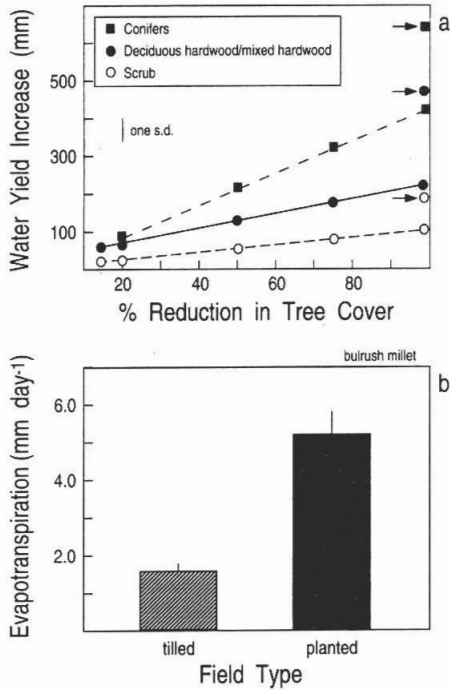 a
Conifers
Deciduous hardwood/mixed hardwood
Scrub
one s.d.
Water Yield Increase (mm)
500
300
100
20 40 60 80
% Reduction in Tree Cover
bulrush millet
b
Evapotranspiration (mm day-1)
6.0
4.0
2.0
tilled planted
Field Type